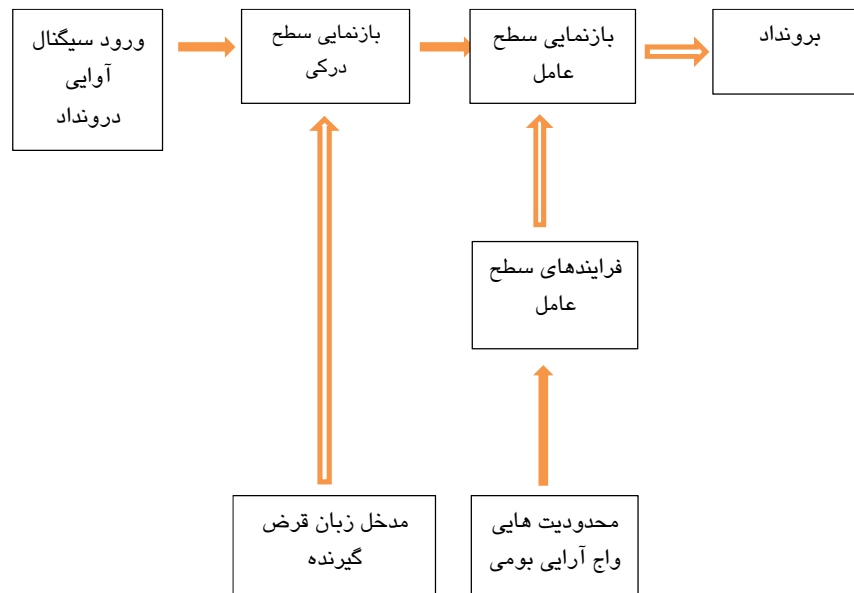 ورود سیگنال
آوایی
درونداد
بازنمایی سطح
درکی
بازنمایی سطح
عامل
برونداد
فرایندهای سطح
عامل
مدخل زبان قرض
گیرنده
محدودیت هایی
واج آرایی بومی